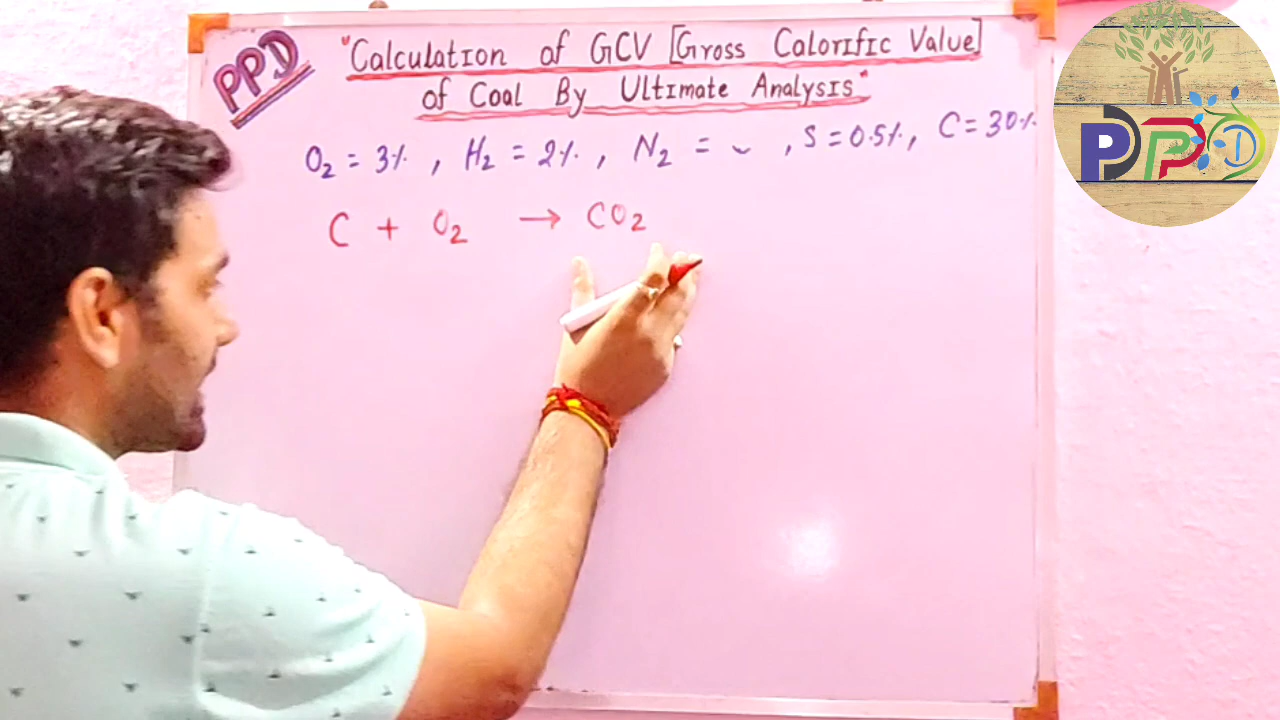 PPD
"Calculation of GCV [Gross Calorific Value]
of Coal By Ultimate Analysis"
O₂ = 3%, H₂ = 2%, N₂ = ⌣, S = 0.5%, C = 30%
C + O₂ → CO₂
PPD